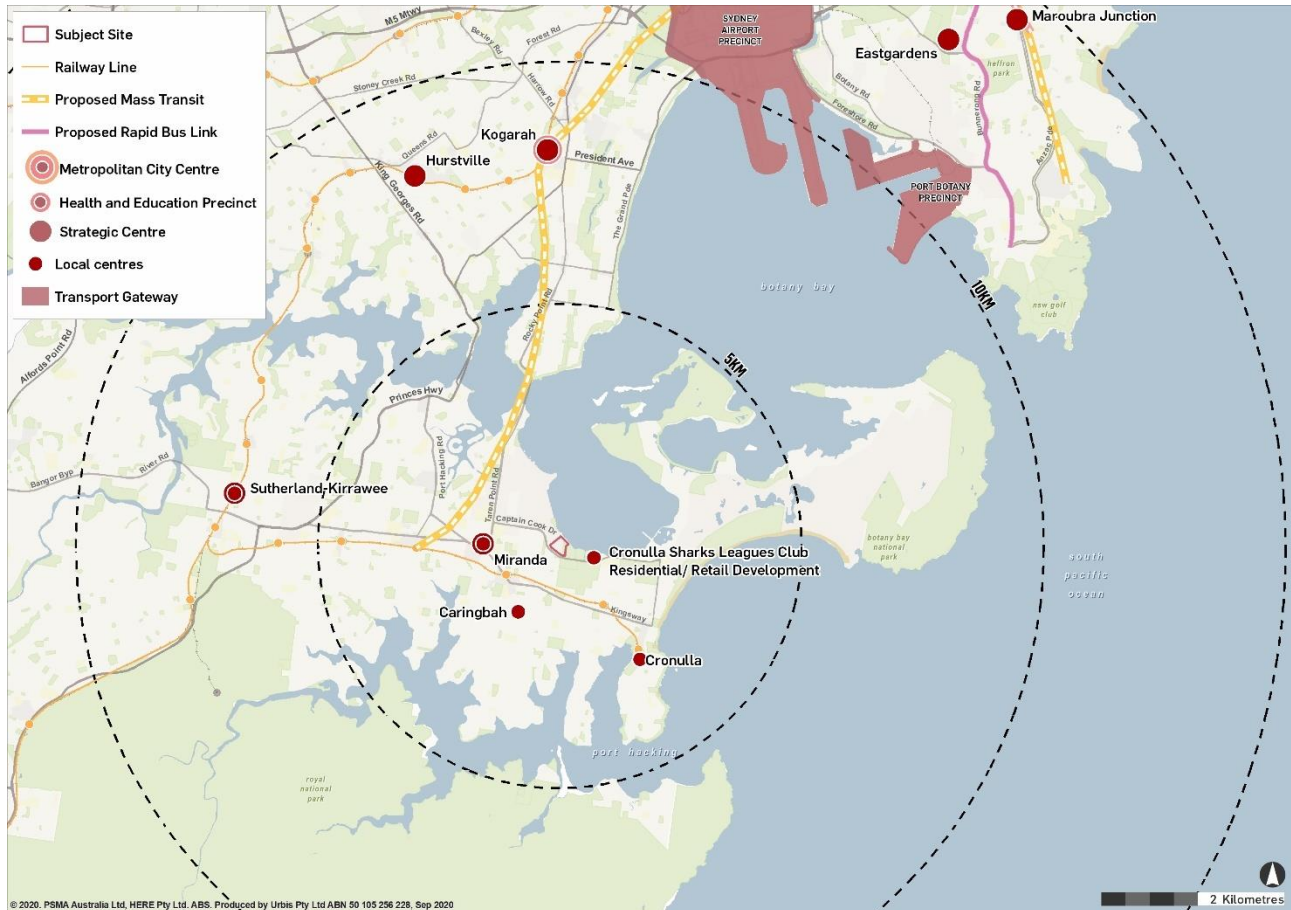 Subject Site
Railway Line
Proposed Mass Transit
Proposed Rapid Bus Link
Metropolitan City Centre
Health and Education Precinct
Strategic Centre
Local centres
Transport Gateway
M5 Mtwy
Bexley Rd
Forest Rd
Stoney Creek Rd
Harrow Rd
Queens Rd
King Georges Rd
Kogarah
Hurstville
President Ave
The Grand Pde
Rocky Point Rd
SYDNEY
AIRPORT
PRECINCT
Botany Rd
Foreshore Rd
Eastgardens
Maroubra Junction
heffran
park
Bunnerong Rd
Anzac Pde
PORT BOTANY
PRECINCT
botany bay
10KM
nsw golf
club
5KM
Alfords Point Rd
Princes Hwy
Port Hacking Rd
Bangor Byp
River Rd
Sutherland-Kirrawee
Taren Point Rd
Captain Cook Dr
Miranda
Cronulla Sharks Leagues Club
Residential/ Retail Development
Caringbah
Kingsway
Cronulla
botany bay
national
park
south
pacific
ocean
port hacking
royal
national
park
2 Kilometres
© 2020. PSMA Australia Ltd, HERE Pty Ltd. ABS. Produced by Urbis Pty Ltd ABN 50 105 256 228, Sep 2020